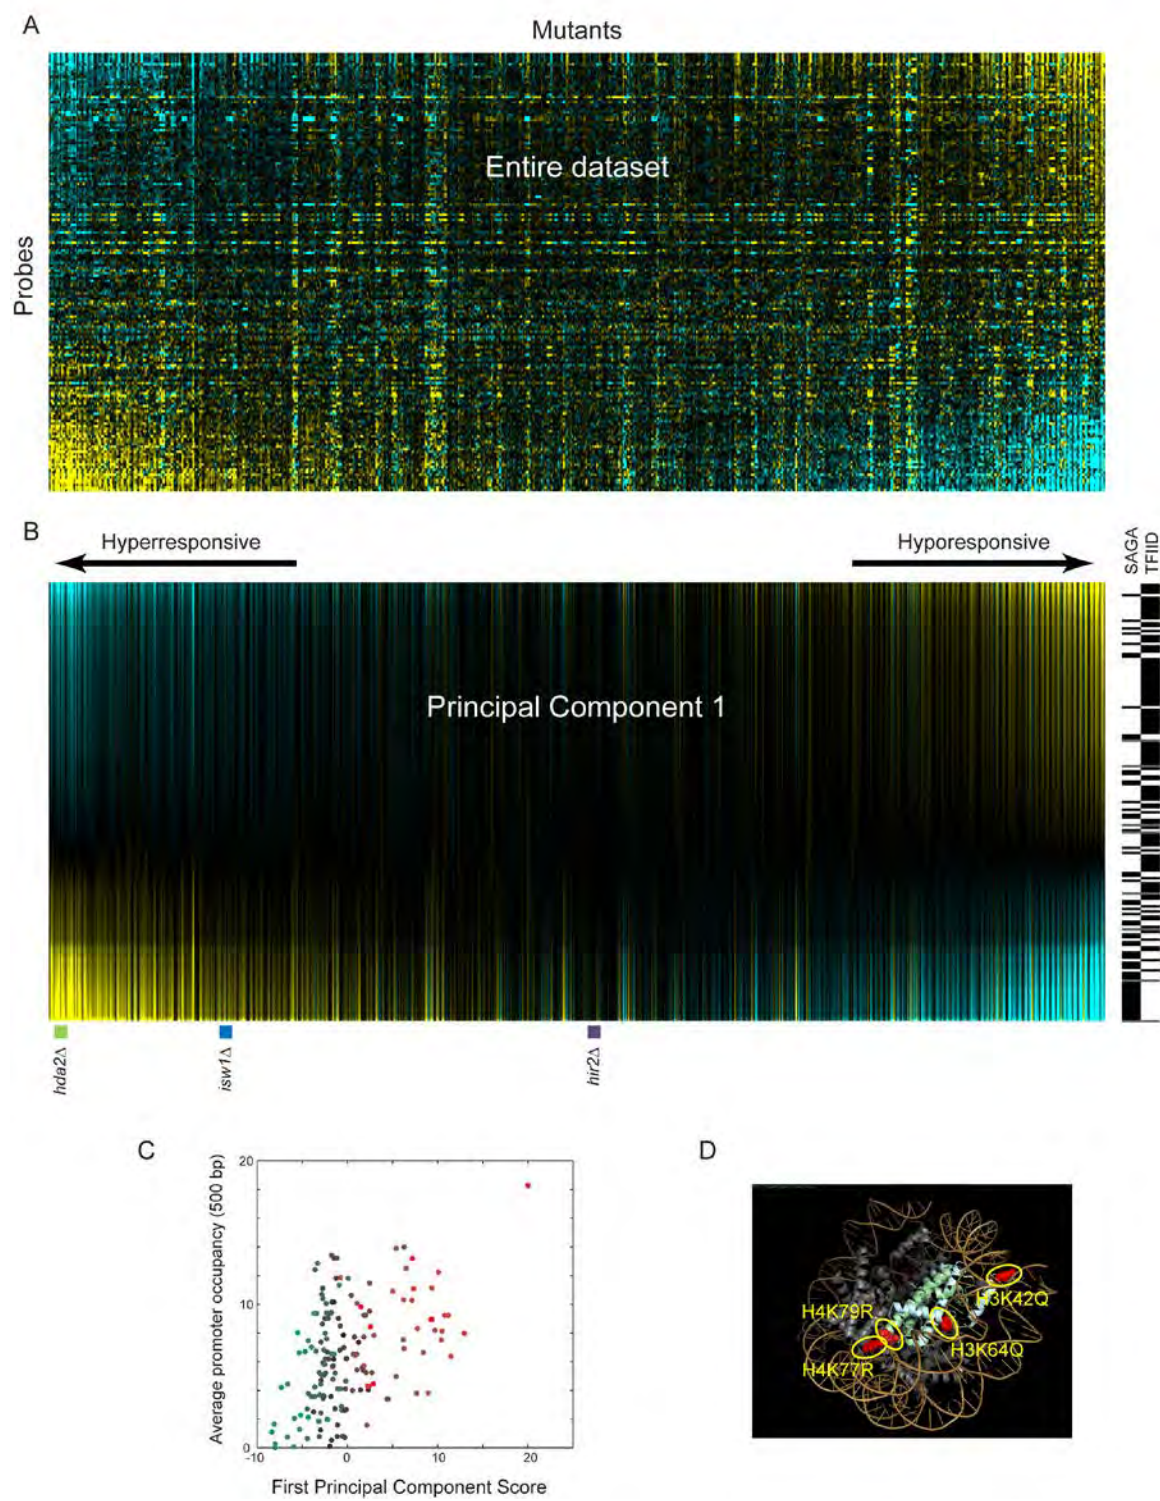 A
Mutants
Entire dataset
Probes
B
Hyperresponsive
Hyporesponsive
SAGA
TFIID
Principal Component 1
hda2Δ
isw1Δ
hir2Δ
C
Average promoter occupancy (500 bp)
20
10
0
-10
0
10
20
First Principal Component Score
D
H3K42Q
H4K79R
H3K64Q
H4K77R